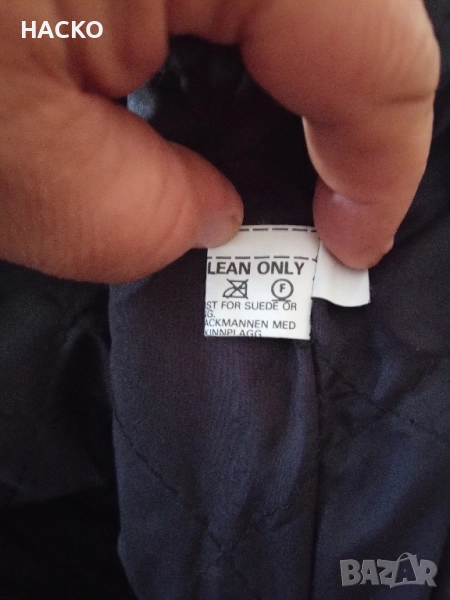 HACKO
LEAN ONLY
F
ST FOR SUEDE OR
G.
ACKMANNEN MED
KINNPLAGG
BAZAR